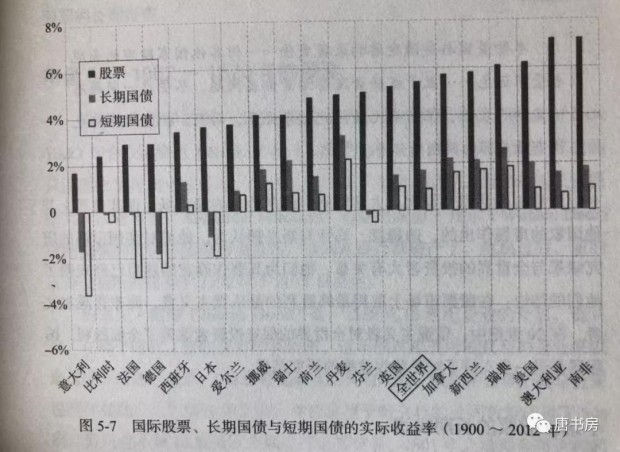 8%
6%
4%
2%
0
-2%
-4%
6%
股票
长期国债
短期国债
意大利
比利时
法国
德国
西班牙
日本
爱尔兰
挪威
瑞士
荷兰
丹麦
芬兰
英国
全世界
加拿大
新西兰
瑞典
美国
澳大利亚
南非
图 5-7 国际股票、长期国债与短期国债的实际收益率（1900 ～ 2012 年）
唐书房